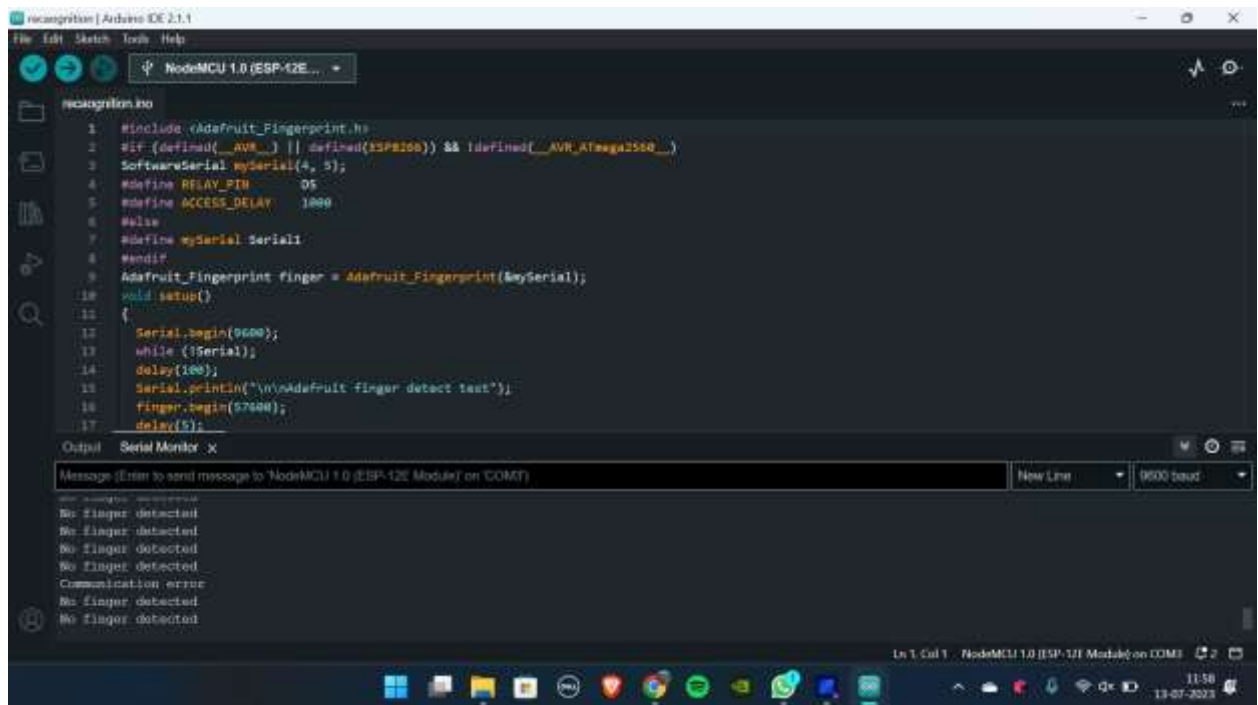 recaognition | Arduino IDE 2.1.1
File Edit Sketch Tools Help
NodeMCU 1.0 (ESP-12E...
recaognition.ino
1 #include <Adafruit_Fingerprint.h>
2 #if (defined(__AVR__) || defined(ESP8266)) && !defined(__AVR_ATmega2560__)
3 SoftwareSerial mySerial(4, 5);
4 #define RELAY_PIN D5
5 #define ACCESS_DELAY 1000
6 #else
7 #define mySerial Serial1
8 #endif
9 Adafruit_Fingerprint finger = Adafruit_Fingerprint(&mySerial);
10 void setup()
11 {
12 Serial.begin(9600);
13 while (!Serial);
14 delay(100);
15 Serial.println("\n\nAdafruit finger detect test");
16 finger.begin(57600);
17 delay(5);
Output Serial Monitor x
Message (Enter to send message to 'NodeMCU 1.0 (ESP-12E Module)' on 'COM3')
New Line 9600 baud
No finger detected
No finger detected
No finger detected
No finger detected
Communication error
No finger detected
No finger detected
Ln 1, Col 1 NodeMCU 1.0 (ESP-12E Module) on COM3 2
DELL
11:58
13-07-2023